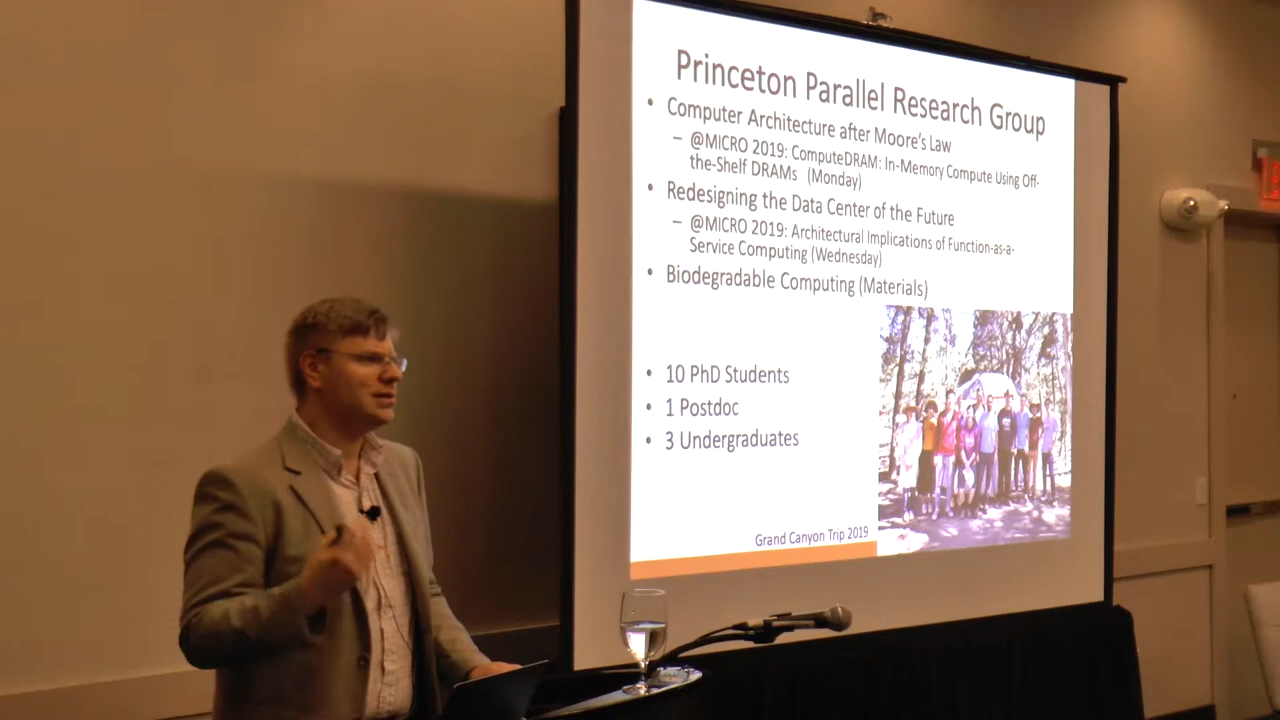 Princeton Parallel Research Group
• Computer Architecture after Moore's Law
– @MICRO 2019: ComputeDRAM: In-Memory Compute Using Off-
the-Shelf DRAMs (Monday)
• Redesigning the Data Center of the Future
– @MICRO 2019: Architectural Implications of Function-as-a-
Service Computing (Wednesday)
• Biodegradable Computing (Materials)
• 10 PhD Students
• 1 Postdoc
• 3 Undergraduates
Grand Canyon Trip 2019